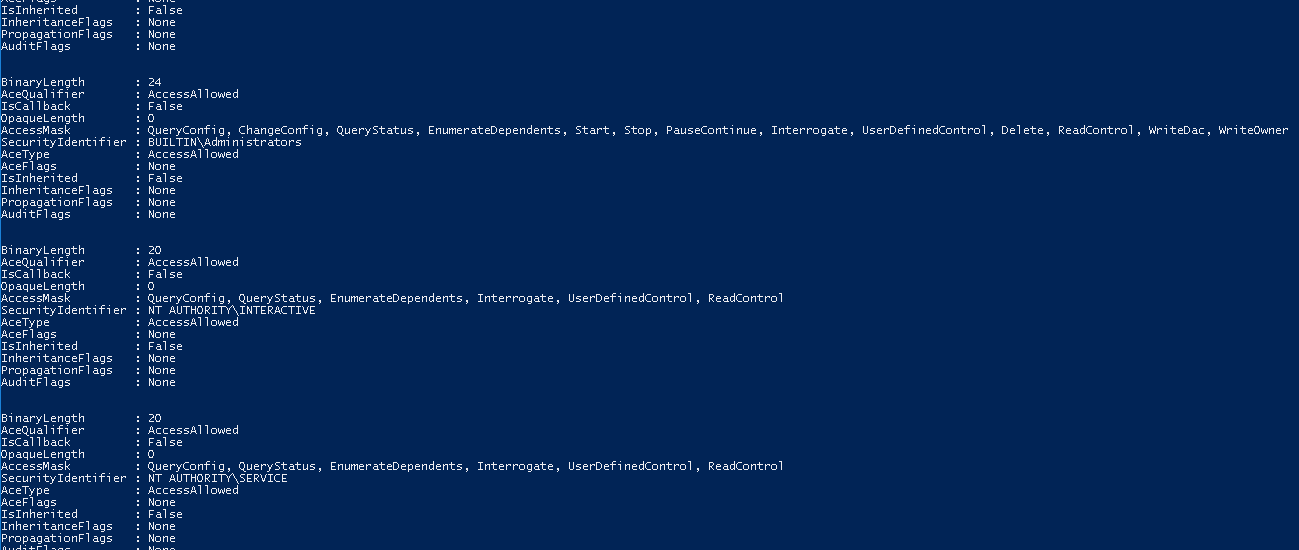 AceFlags : None
IsInherited : False
InheritanceFlags : None
PropagationFlags : None
AuditFlags : None
BinaryLength : 24
AceQualifier : AccessAllowed
IsCallback : False
OpaqueLength : 0
AccessMask : QueryConfig, ChangeConfig, QueryStatus, EnumerateDependents, Start, Stop, PauseContinue, Interrogate, UserDefinedControl, Delete, ReadControl, WriteDac, WriteOwner
SecurityIdentifier : BUILTIN\Administrators
AceType : AccessAllowed
AceFlags : None
IsInherited : False
InheritanceFlags : None
PropagationFlags : None
AuditFlags : None
BinaryLength : 20
AceQualifier : AccessAllowed
IsCallback : False
OpaqueLength : 0
AccessMask : QueryConfig, QueryStatus, EnumerateDependents, Interrogate, UserDefinedControl, ReadControl
SecurityIdentifier : NT AUTHORITY\INTERACTIVE
AceType : AccessAllowed
AceFlags : None
IsInherited : False
InheritanceFlags : None
PropagationFlags : None
AuditFlags : None
BinaryLength : 20
AceQualifier : AccessAllowed
IsCallback : False
OpaqueLength : 0
AccessMask : QueryConfig, QueryStatus, EnumerateDependents, Interrogate, UserDefinedControl, ReadControl
SecurityIdentifier : NT AUTHORITY\SERVICE
AceType : AccessAllowed
AceFlags : None
IsInherited : False
InheritanceFlags : None
PropagationFlags : None
AuditFlags : None